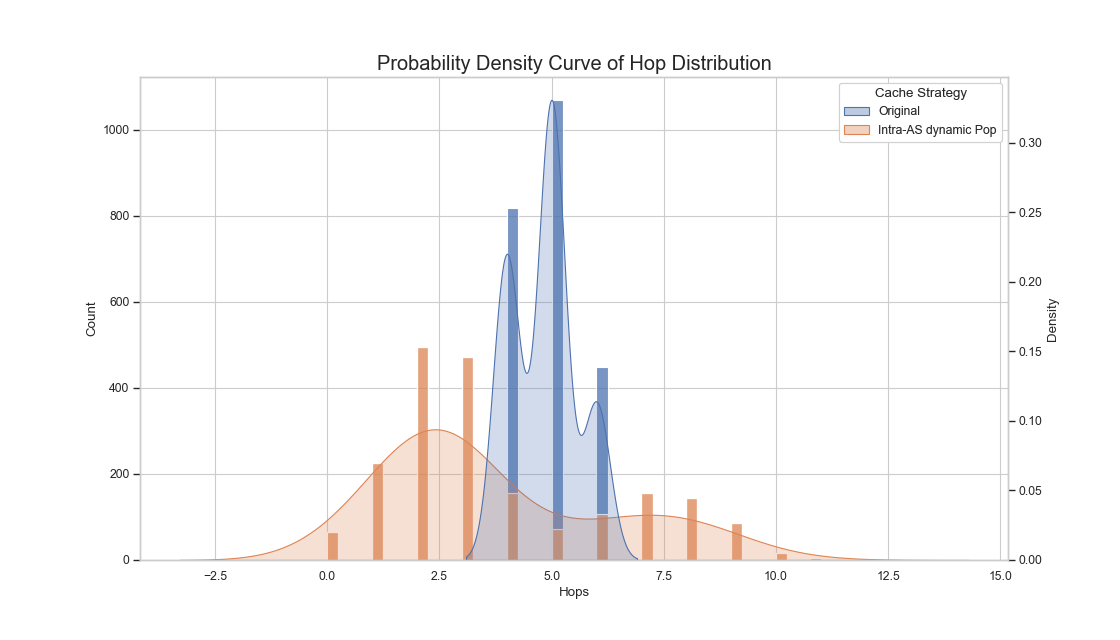 Probability Density Curve of Hop Distribution
Cache Strategy
Original
Intra-AS dynamic Pop
1000
800
600
400
200
0
Count
0.30
0.25
0.20
0.15
0.10
0.05
0.00
Density
−2.5 0.0 2.5 5.0 7.5 10.0 12.5 15.0
Hops